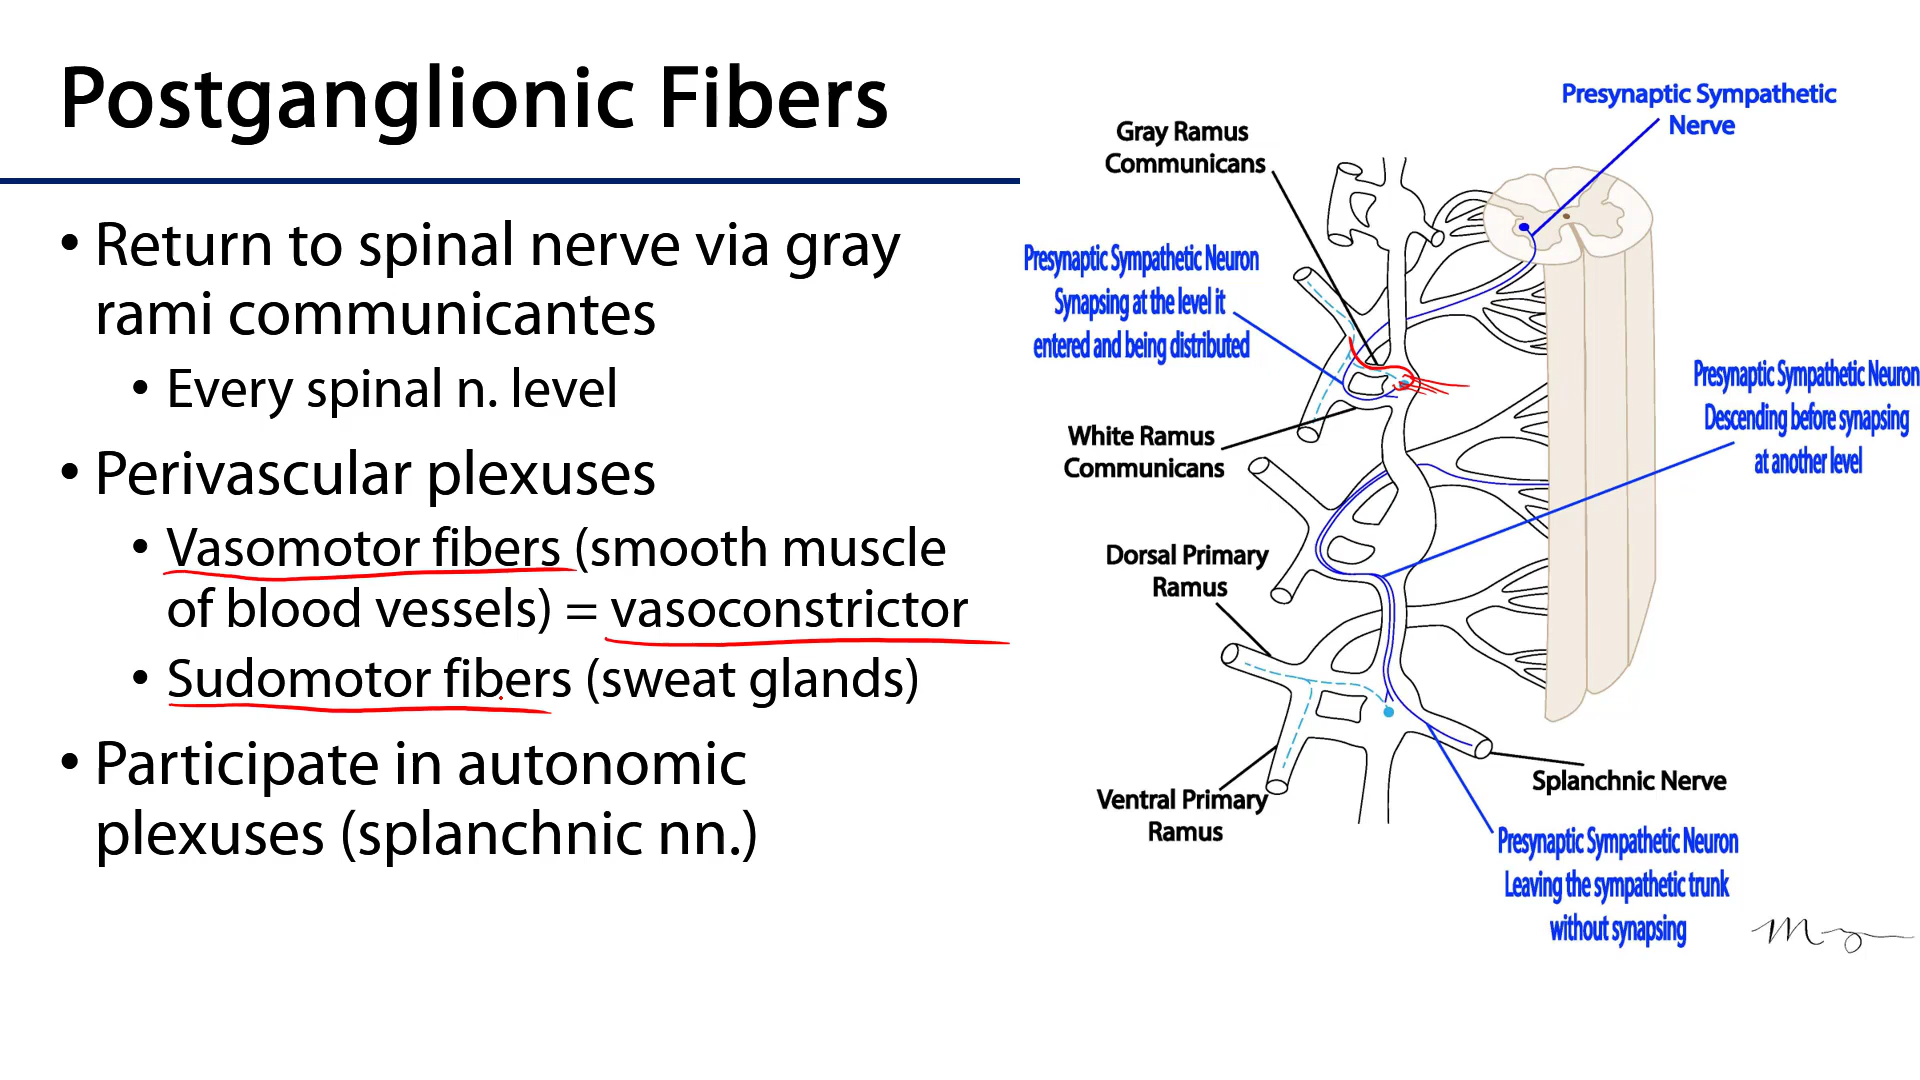 Postganglionic Fibers
• Return to spinal nerve via gray
rami communicantes
• Every spinal n. level
• Perivascular plexuses
• Vasomotor fibers (smooth muscle
of blood vessels) = vasoconstrictor
• Sudomotor fibers (sweat glands)
• Participate in autonomic
plexuses (splanchnic nn.)
Presynaptic Sympathetic
Nerve
Gray Ramus
Communicans
Presynaptic Sympathetic Neuron
Synapsing at the level it
entered and being distributed
White Ramus
Communicans
Presynaptic Sympathetic Neuron
Descending before synapsing
at another level
Dorsal Primary
Ramus
Ventral Primary
Ramus
Splanchnic Nerve
Presynaptic Sympathetic Neuron
Leaving the sympathetic trunk
without synapsing